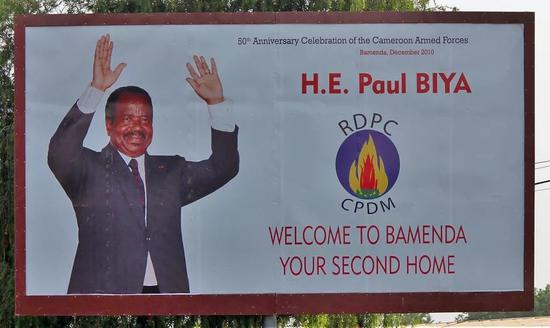 50th Anniversary Celebration of the Cameroon Armed Forces
Bamenda, December 2010
H.E. Paul BIYA
RDPC
CPDM
WELCOME TO BAMENDA
YOUR SECOND HOME